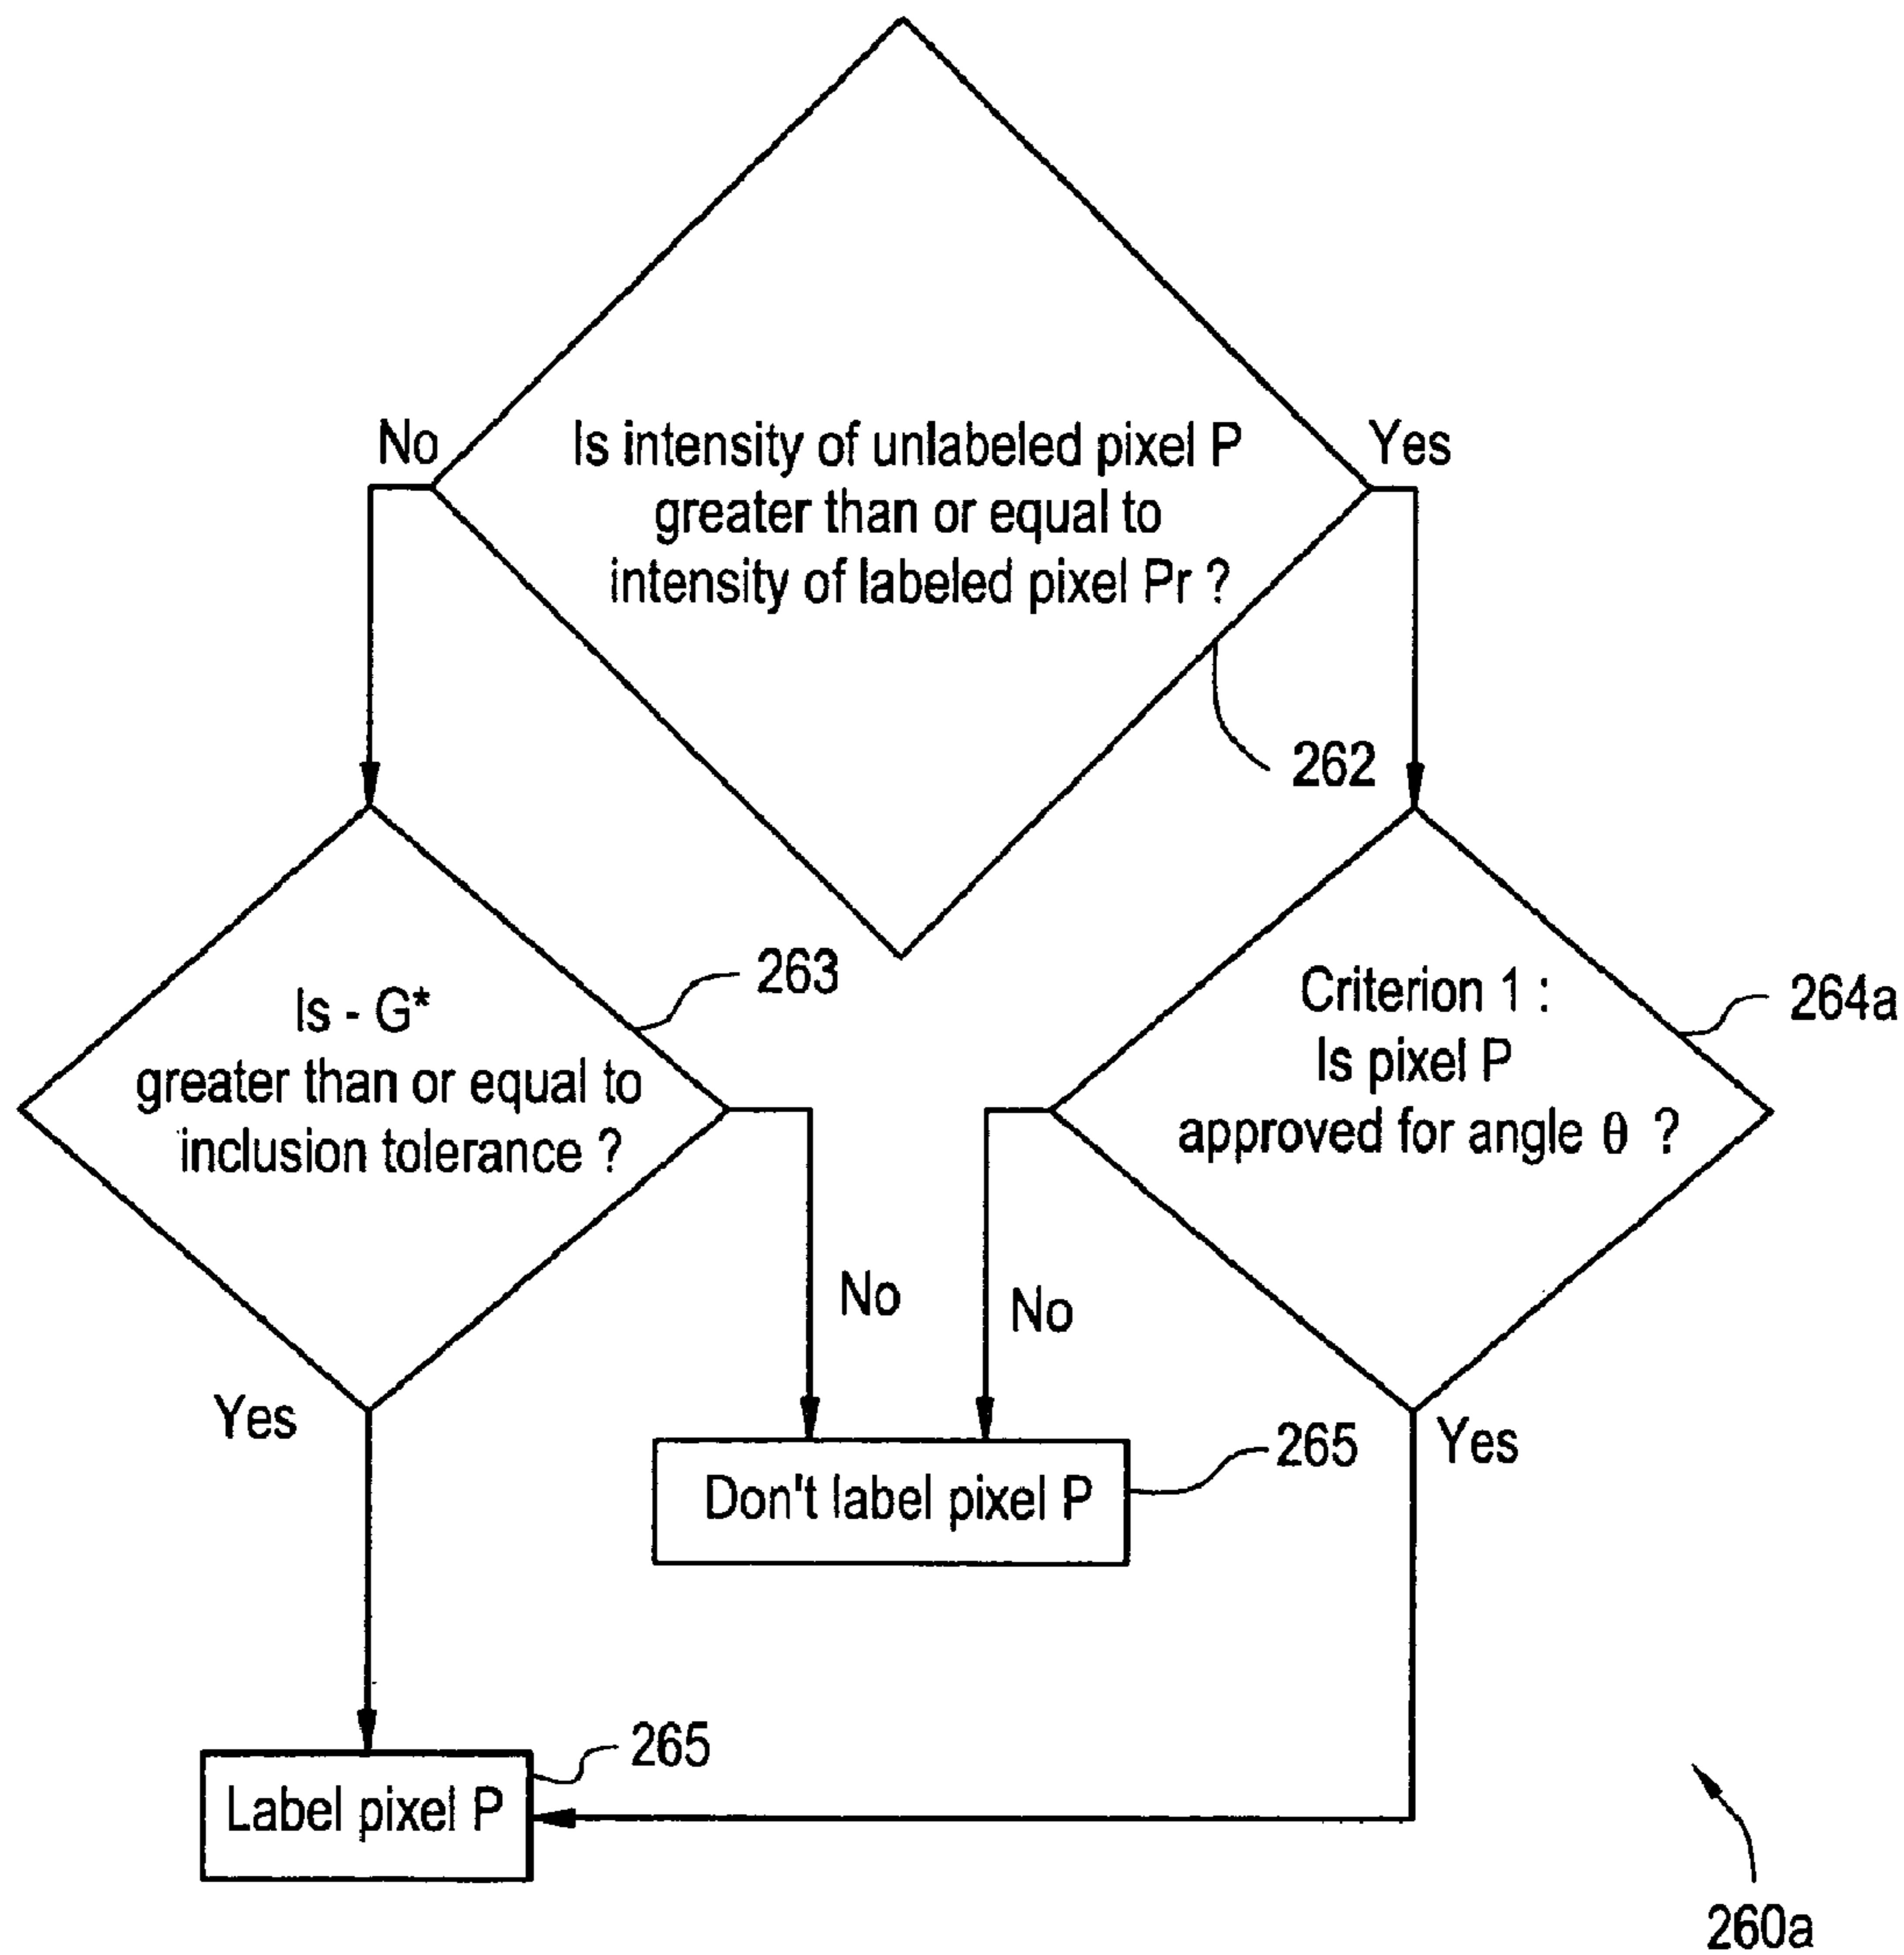 No
Is intensity of unlabeled pixel P
greater than or equal to
intensity of labeled pixel Pr ?
Yes
262
Is - G*
greater than or equal to
inclusion tolerance ?
263
Criterion 1 :
Is pixel P
approved for angle θ ?
264a
No
No
Yes
Yes
Don't label pixel P
265
Label pixel P
265
260a